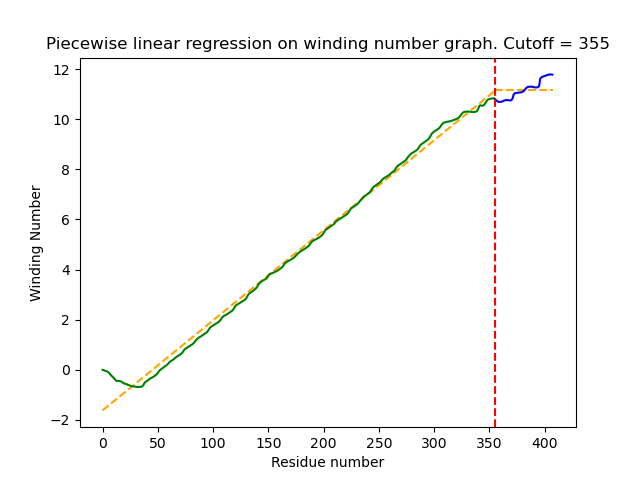 Piecewise linear regression on winding number graph. Cutoff = 355
12
10
8
6
4
2
0
−2
Winding Number
0 50 100 150 200 250 300 350 400
Residue number